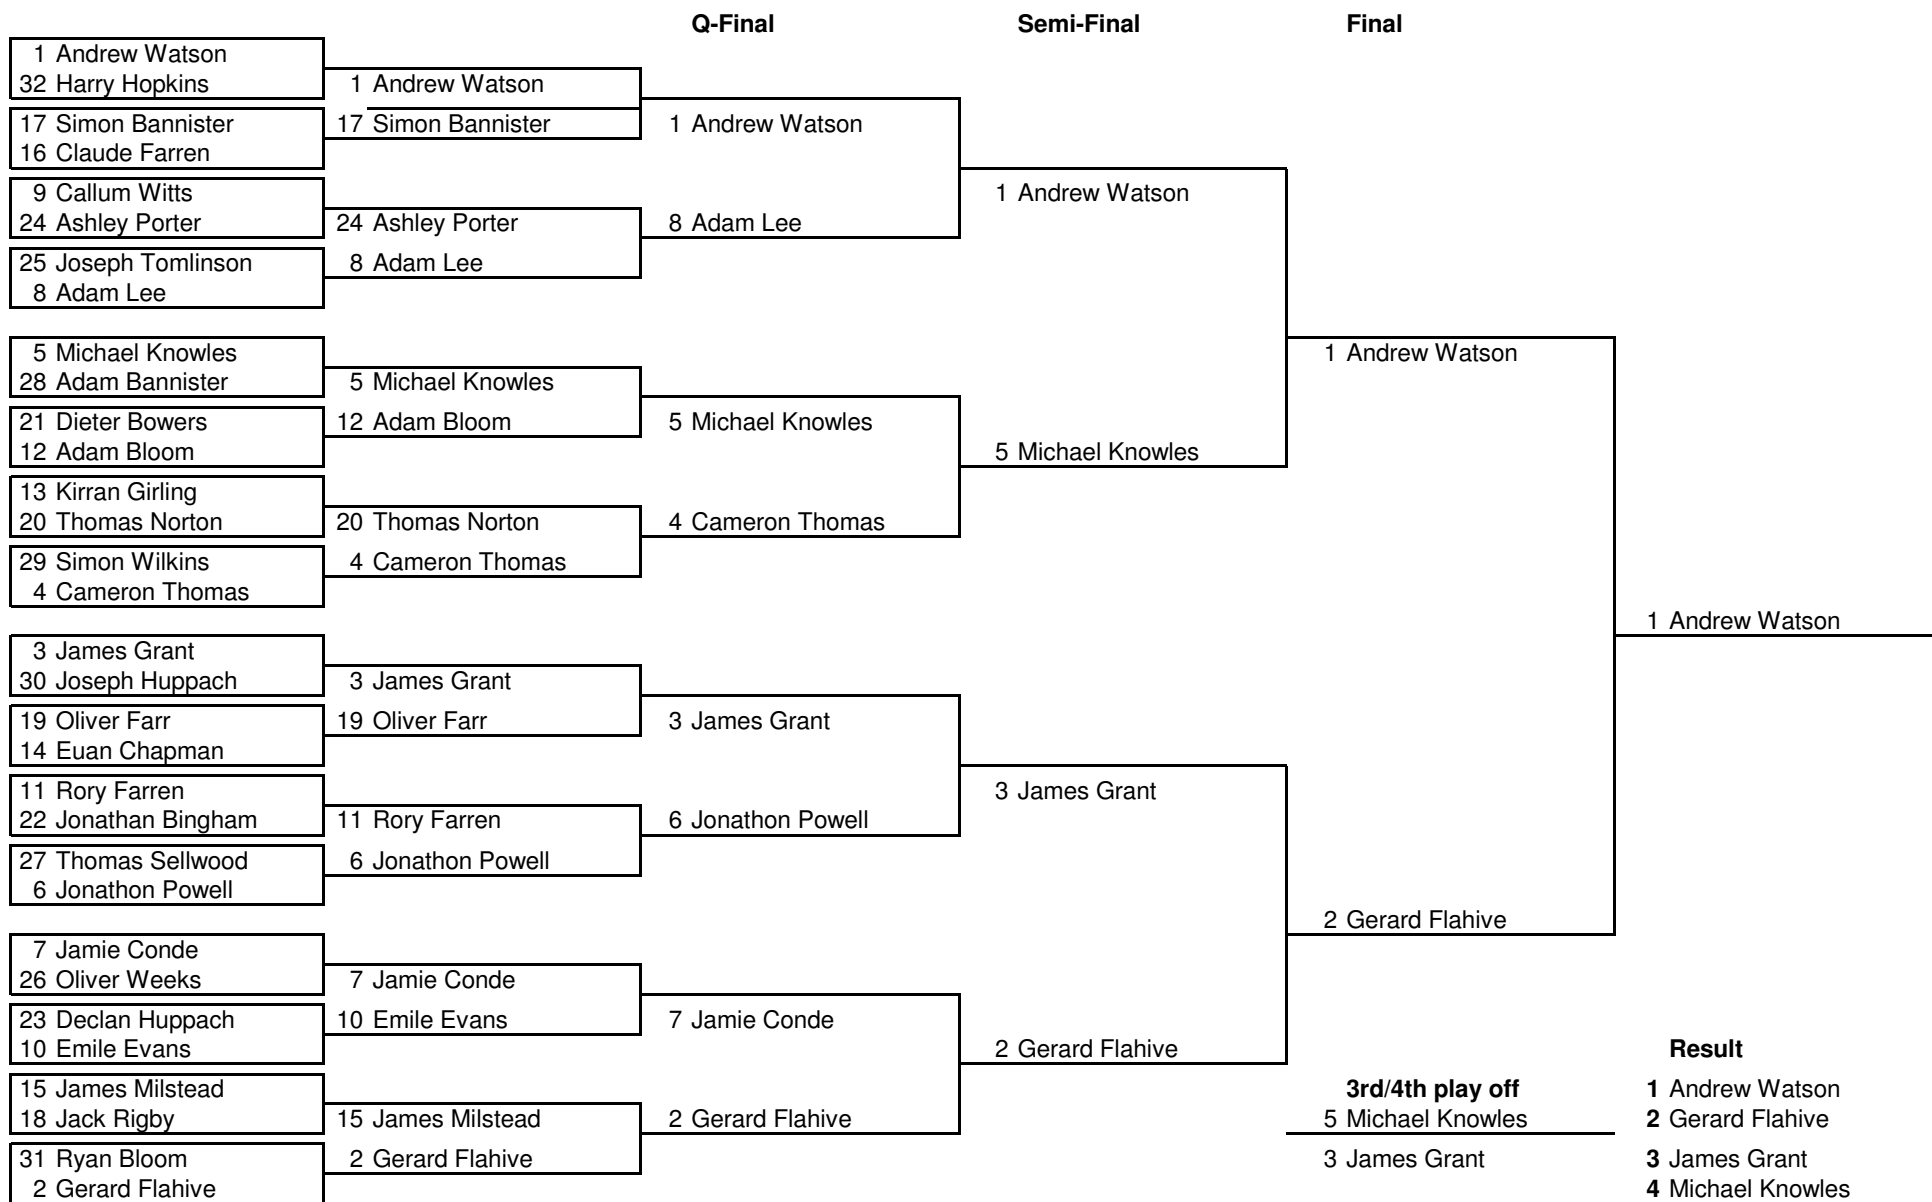 Q-Final Semi-Final Final
1 Andrew Watson
32 Harry Hopkins
17 Simon Bannister
16 Claude Farren
9 Callum Witts
24 Ashley Porter
25 Joseph Tomlinson
8 Adam Lee
5 Michael Knowles
28 Adam Bannister
21 Dieter Bowers
12 Adam Bloom
13 Kirran Girling
20 Thomas Norton
29 Simon Wilkins
4 Cameron Thomas
3 James Grant
30 Joseph Huppach
19 Oliver Farr
14 Euan Chapman
11 Rory Farren
22 Jonathan Bingham
27 Thomas Sellwood
6 Jonathon Powell
7 Jamie Conde
26 Oliver Weeks
23 Declan Huppach
10 Emile Evans
15 James Milstead
18 Jack Rigby
31 Ryan Bloom
2 Gerard Flahive
1 Andrew Watson
17 Simon Bannister
24 Ashley Porter
8 Adam Lee
5 Michael Knowles
12 Adam Bloom
20 Thomas Norton
4 Cameron Thomas
3 James Grant
19 Oliver Farr
11 Rory Farren
6 Jonathon Powell
7 Jamie Conde
10 Emile Evans
15 James Milstead
2 Gerard Flahive
1 Andrew Watson
8 Adam Lee
5 Michael Knowles
4 Cameron Thomas
3 James Grant
6 Jonathon Powell
7 Jamie Conde
2 Gerard Flahive
1 Andrew Watson
5 Michael Knowles
3 James Grant
2 Gerard Flahive
1 Andrew Watson
2 Gerard Flahive
1 Andrew Watson
3rd/4th play off
5 Michael Knowles
3 James Grant
Result
1 Andrew Watson
2 Gerard Flahive
3 James Grant
4 Michael Knowles